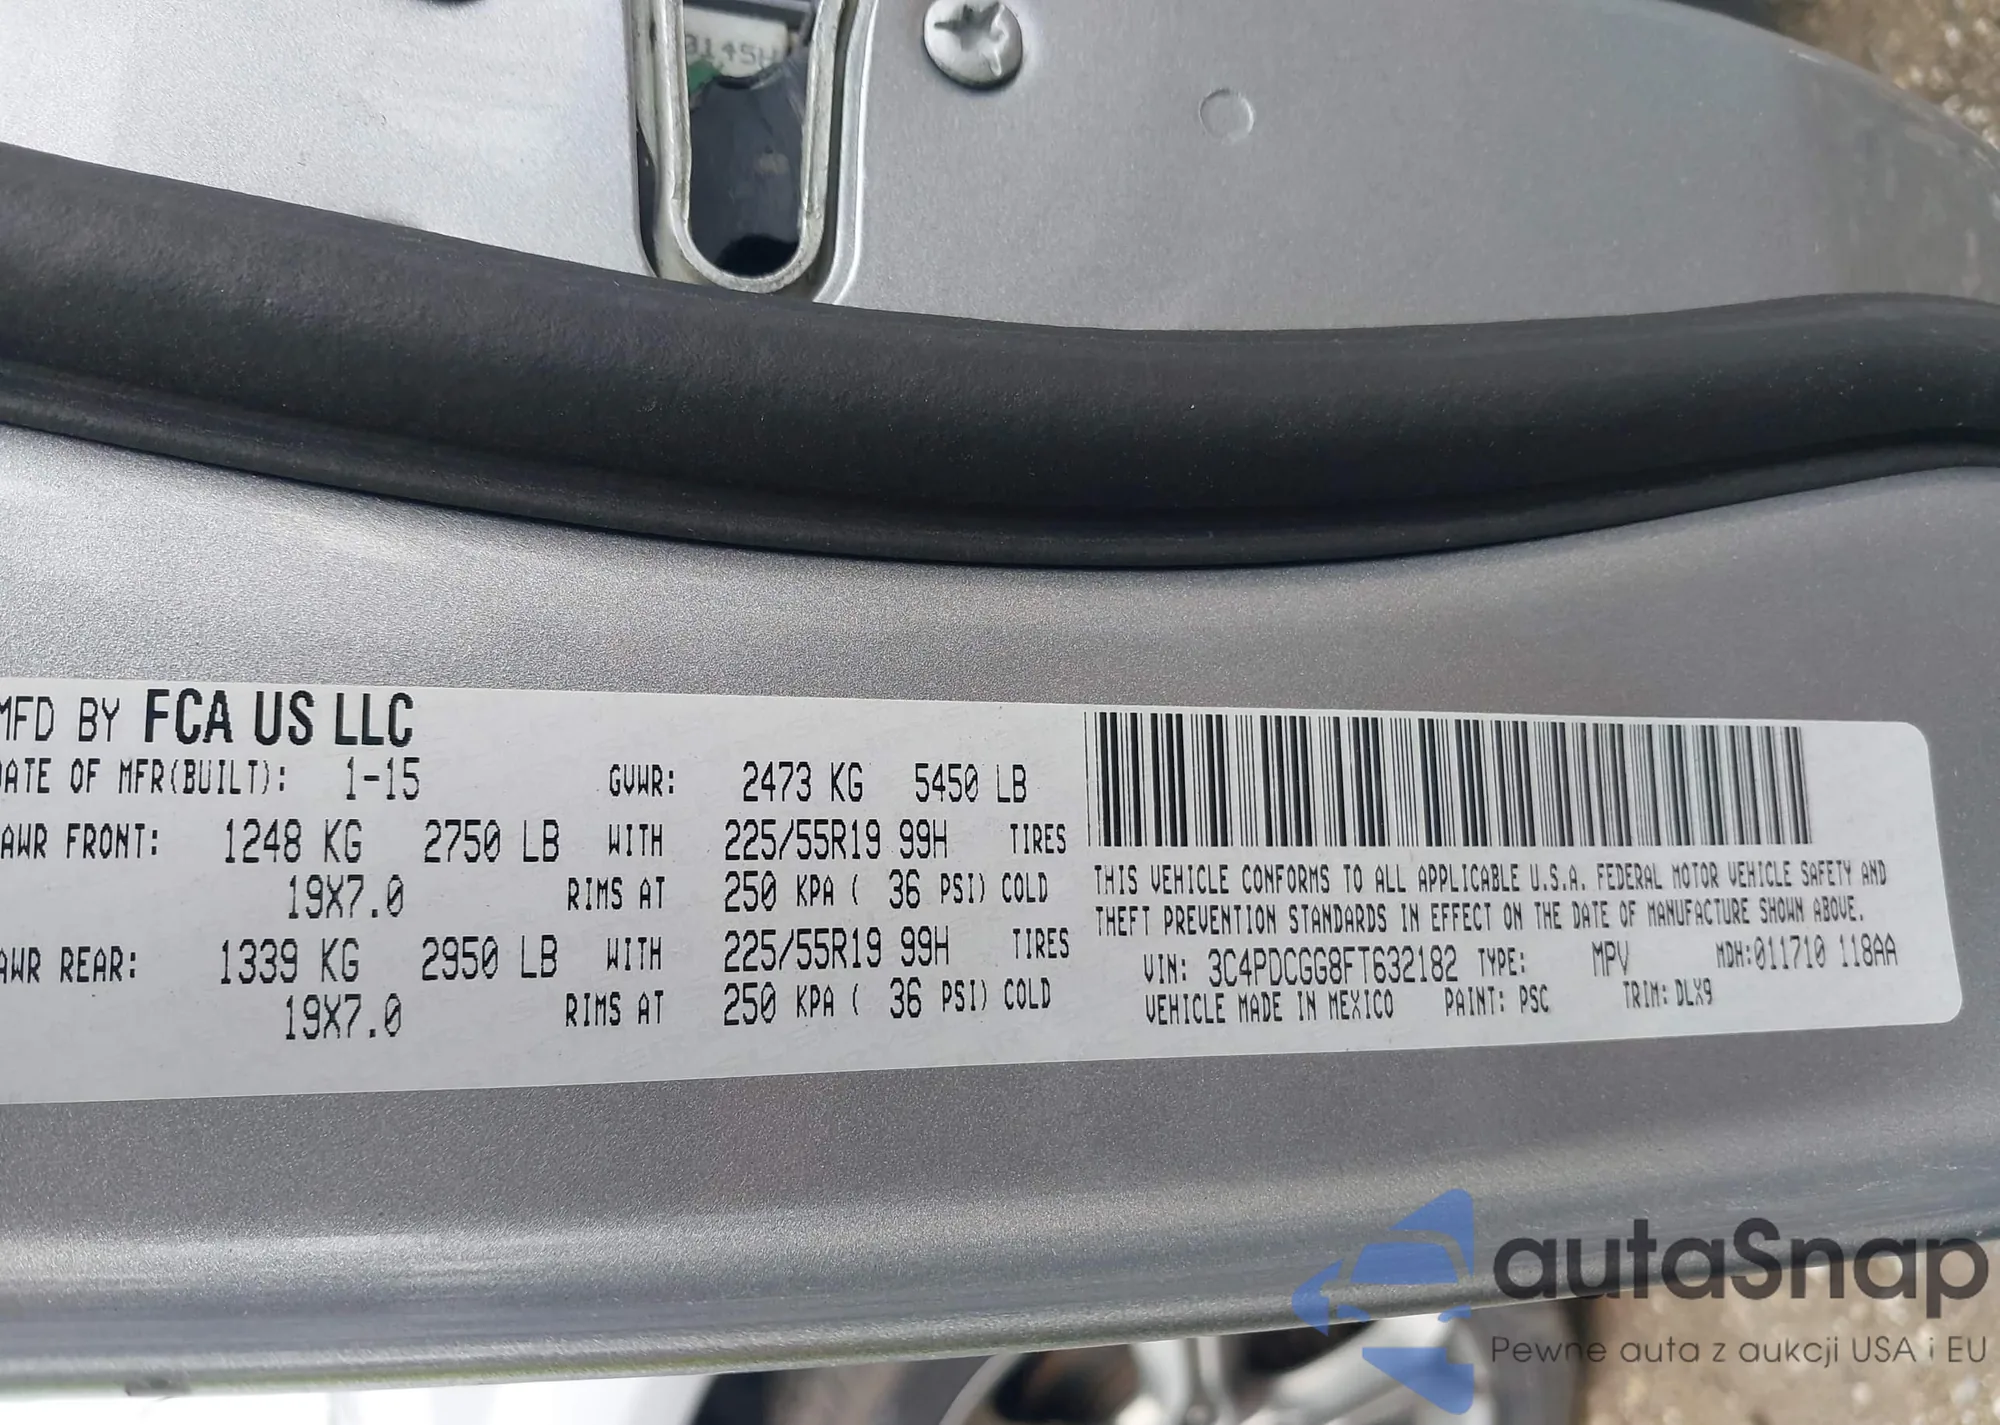 0145H
MFD BY FCA US LLC
DATE OF MFR(BUILT): 1-15 GVWR: 2473 KG 5450 LB
AWR FRONT: 1248 KG 2750 LB WITH 225/55R19 99H TIRES
19X7.0 RIMS AT 250 KPA ( 36 PSI) COLD
AWR REAR: 1339 KG 2950 LB WITH 225/55R19 99H TIRES
19X7.0 RIMS AT 250 KPA ( 36 PSI) COLD
THIS VEHICLE CONFORMS TO ALL APPLICABLE U.S.A. FEDERAL MOTOR VEHICLE SAFETY AND
THEFT PREVENTION STANDARDS IN EFFECT ON THE DATE OF MANUFACTURE SHOWN ABOVE.
VIN: 3C4PDCGG8FT632182 TYPE: MPV MDH:011710 118AA
VEHICLE MADE IN MEXICO PAINT: PSC TRIM: DLX9
autaSnap
Pewne auta z aukcji USA i EU